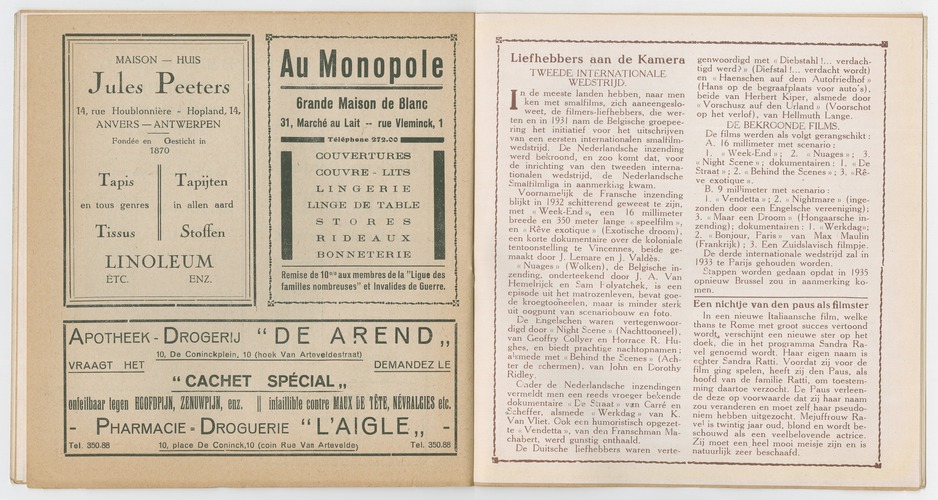 MAISON — HUIS
Jules Peeters
14, rue Houblonnière - Hopland, 14,
ANVERS — ANTWERPEN
Fondée en Gesticht in
1870
Tapis
en tous genres
Tissus
Tapijten
in allen aard
Stoffen
LINOLEUM
ETC. ENZ.
Au Monopole
Grande Maison de Blanc
31, Marché au Lait -- rue Vleminck, 1
Téléphone 272.00
COUVERTURES
COUVRE - LITS
LINGERIE
LINGE DE TABLE
STORES
RIDEAUX
BONNETERIE
Remise de 10% aux membres de la "Ligue des
familles nombreuses" et Invalides de Guerre.
APOTHEEK - DROGERIJ "DE AREND„
10, De Coninckplein, 10 (hoek Van Arteveldestraat)
VRAAGT HET DEMANDEZ LE
"CACHET SPÉCIAL„
onfeilbaar tegen HOOFDPIJN, ZENUWPIJN, enz. || infaillible contre MAUX DE TÊTE, NÉVRALGIES etc.
- PHARMACIE - DROGUERIE "L'AIGLE„ -
Tel. 350.88 10, place De Coninck,10 (coin Rue Van Artevelde) Tel. 350.88
Liefhebbers aan de Kamera
TWEEDE INTERNATIONALE
WEDSTRIJD.
In de meeste landen hebben, naar men
ken met smalfilms, zich aaneengeslo-
weet, de filmers-liefhebbers, die wer-
ten en in 1931 nam de Belgische groepee-
ring het initiatief voor het uitschrijven
van een eersten internationalen smalfilm-
wedstrijd. De Nederlandsche inzending
werd bekroond, en zoo komt dat, voor
de inrichting van den tweeden interna-
tionalen wedstrijd, de Nederlandsche
Smalfilmliga in aanmerking kwam.
Voornamelijk de Fransche inzending
blijkt in 1932 schitterend geweest te zijn,
met « Week-End », een 16 millimeter
breede en 350 meter lange « speelfilm »,
en « Rêve exotique » (Exotische droom),
een korte dokumentaire over de koloniale
tentoonstelling te Vincennes, beide ge-
maakt door J. Lemare en J. Valdès.
« Nuages » (Wolken), de Belgische in-
zending, onderteekend door J. A. Van
Hemelrijck en Sam Folyatchek, is een
episode uit het matrozenleven, bevat goe-
de kroegtooneelen, maar is minder sterk
uit oogpunt van scenariobouw en foto.
De Engelschen waren vertegenwoor-
digd door « Night Scene » (Nachttooneel),
van Geoffry Collyer en Horrace R. Hu-
ghes, en biedt prachtige nachtopnamen ;
alsmede met « Behind the Scenes » (Ach-
ter de schermen), van John en Dorothy
Ridley.
Onder de Nederlandsche inzendingen
vermeldt men een reeds vroeger bekende
dokumentaire « De Straat » van Carré en
Scheffer, alsmede « Werkdag » van K.
Van Vliet. Ook een humoristisch opgezet-
te « Vendetta », van den Franschman Ma-
chabert, werd gunstig onthaald.
De Duitsche liefhebbers waren verte-
genwoordigd met « Diebstahl !... verdach-
tigd werd? » (Diefstal !... verdacht wordt)
en « Haenschen auf dem Autofriedhof »
(Hans op de begraafplaats voor auto's),
beide van Herbert Kiper, alsmede door
« Vorschusz auf den Urland » (Voorschot
op het verlof), van Hellmuth Lange.
DE BEKROONDE FILMS.
De films werden als volgt gerangschikt :
A. 16 millimeter met scenario :
1. « Week-End » ; 2. « Nuages » ; 3.
« Night Scene » ; dokumentairen : 1. « De
Straat » ; 2. « Behind the Scenes » ; 3. « Rê-
ve exotique ».
B. 9 millimeter met scenario :
1. « Vendetta » ; 2. « Nightmare » (inge-
zonden door een Engelsche vereeniging) ;
3. « Maar een Droom » (Hongaarsche in-
zending) ; dokumentairen : 1. « Werkdag» ;
2. « Bonjour, Paris » van Max Maulin
(Frankrijk) ; 3. Een Zuidslavisch filmpje.
De derde internationale wedstrijd zal in
1933 te Parijs gehouden worden.
Stappen worden gedaan opdat in 1935
opnieuw Brussel zou in aanmerking ko-
men.
Een nichtje van den paus als filmster
In een nieuwe Italiaansche film, welke
thans te Rome met groot succes vertoond
wordt, verschijnt een nieuwe ster op het
doek, die in het programma Sandra Ra-
vel genoemd wordt. Haar eigen naam is
echter Sandra Ratti. Voordat zij voor de
film ging spelen, heeft zij den Paus, als
hoofd van de familie Ratti, om toestem-
ming daartoe verzocht. De Paus verleen-
de deze op voorwaarde dat zij haar naam
zou veranderen en moet zelf haar pseudo-
niem hebben uitgezocht. Mejuffrouw Ra-
vel is twintig jaar oud, blond en wordt be-
schouwd als een veelbelovende actrice.
Zij moet een heel mooi meisje zijn en is
natuurlijk zeer beschaafd.